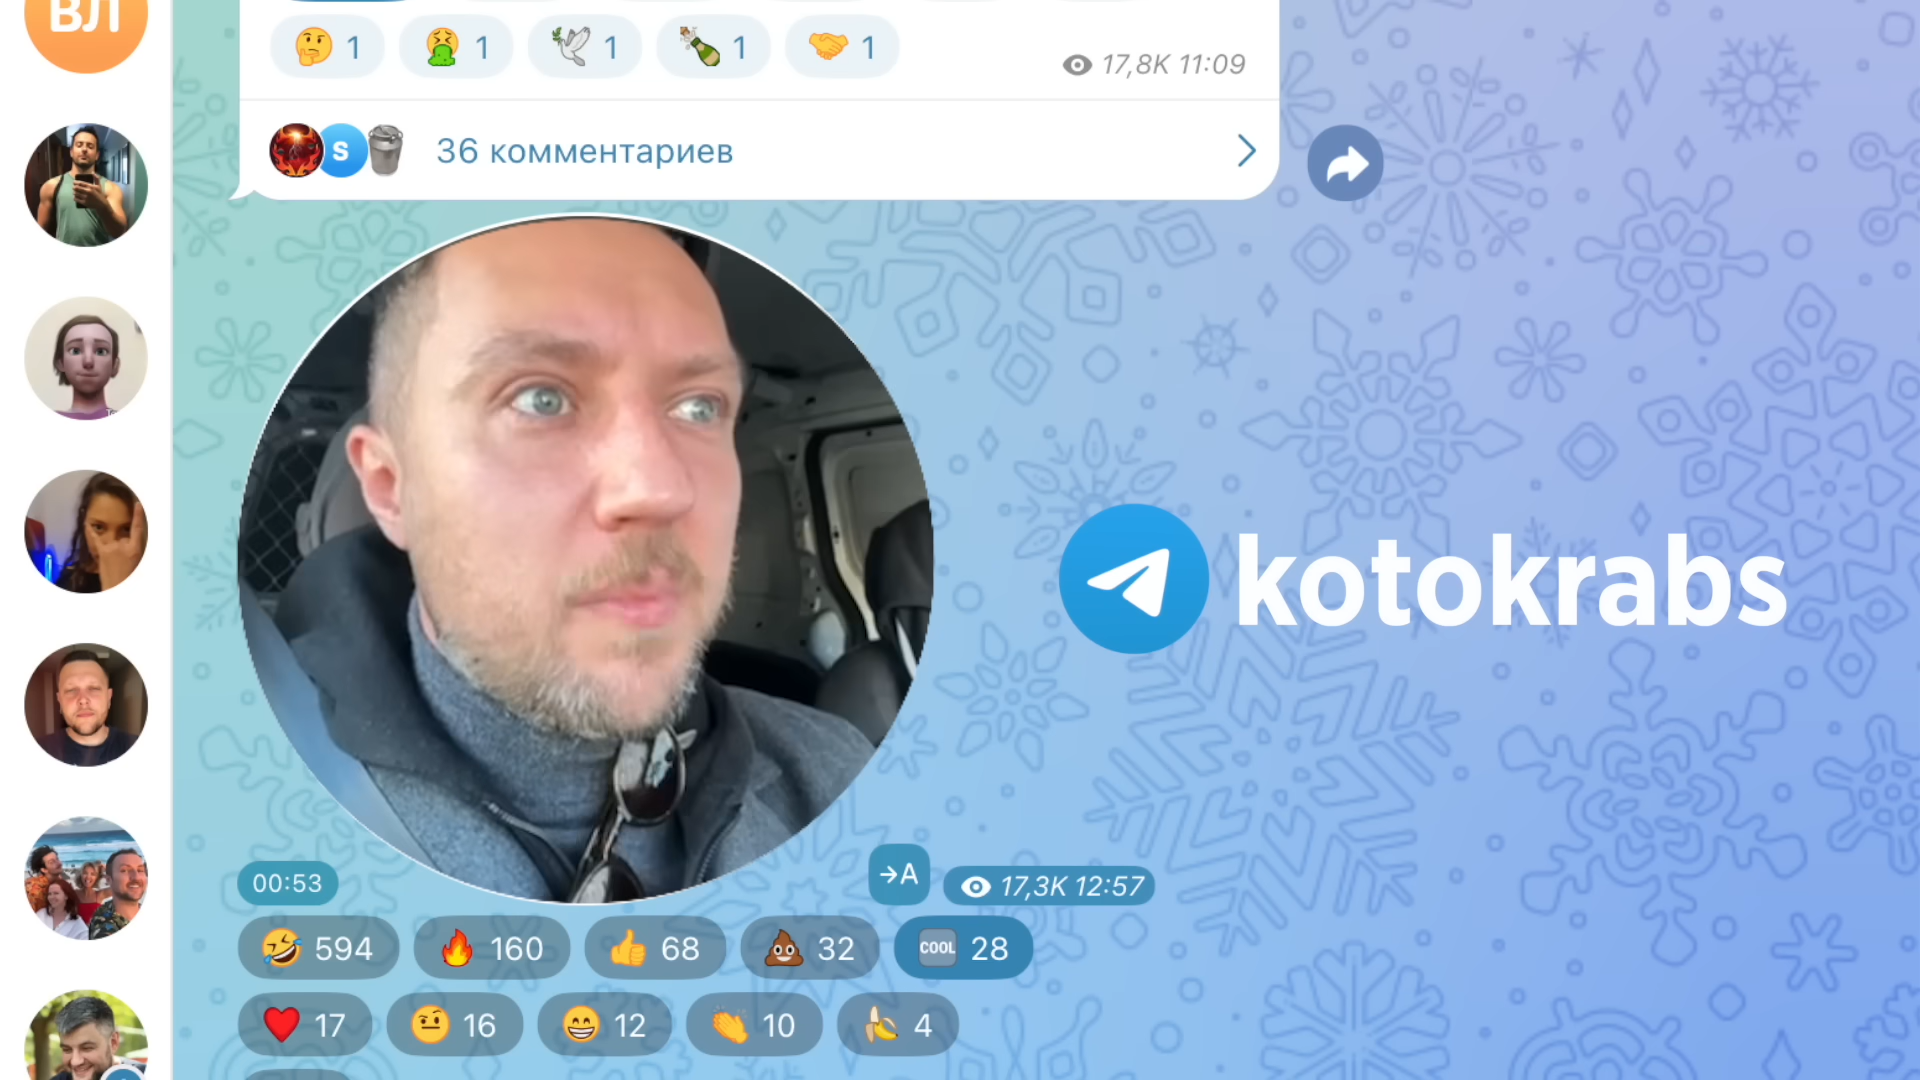 ВЛ
1 1 1 1 1
17,8K 11:09
S
36 комментариев
kotokrabs
00:53
→A
17,3K 12:57
594 160 68 32 COOL 28
17 16 12 10 4